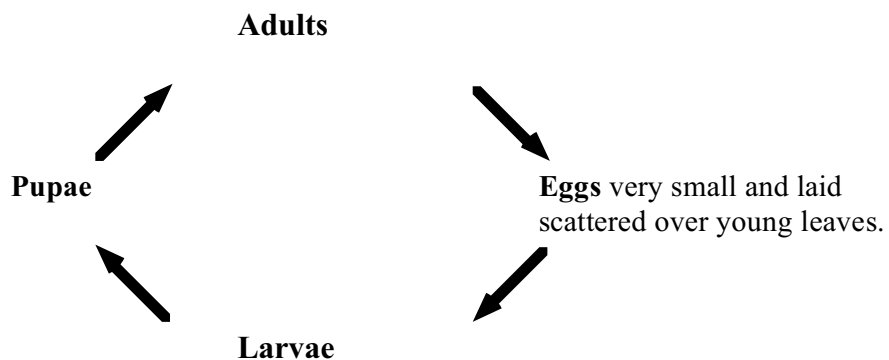 Adults
Pupae
Eggs very small and laid
scattered over young leaves.
Larvae